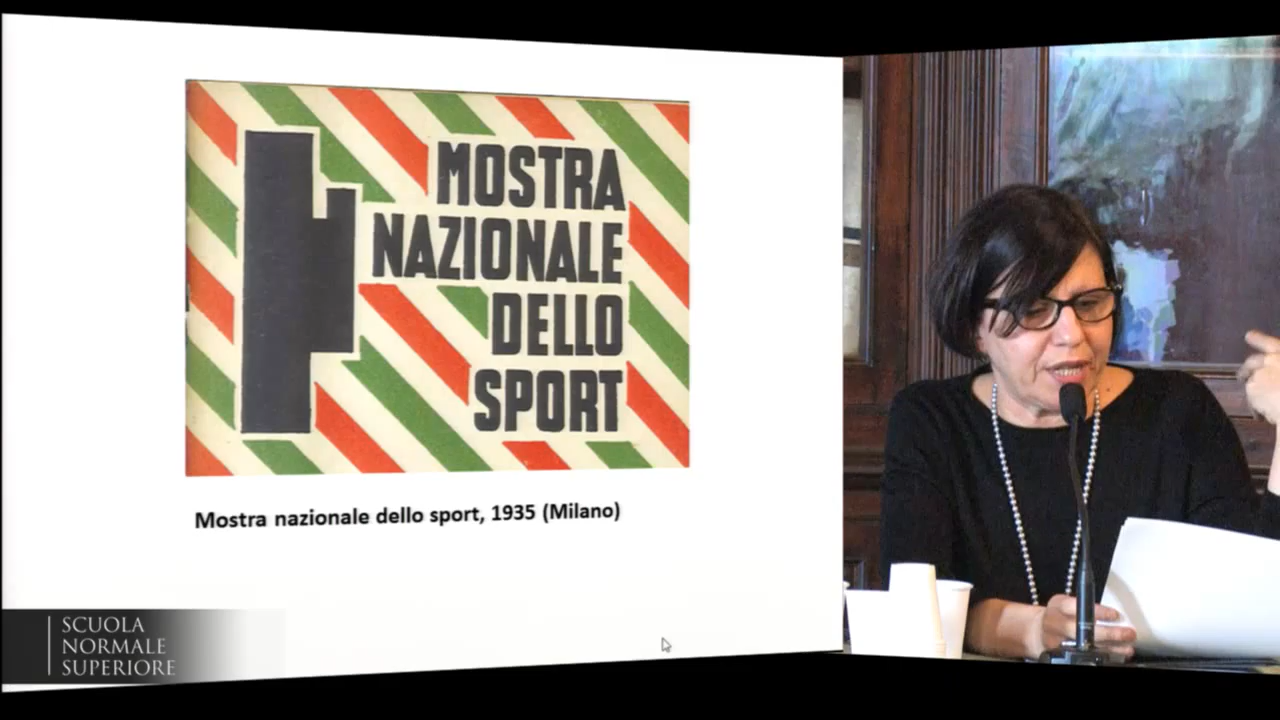 MOSTRA
NAZIONALE
DELLO
SPORT
Mostra nazionale dello sport, 1935 (Milano)
SCUOLA
NORMALE
SUPERIORE